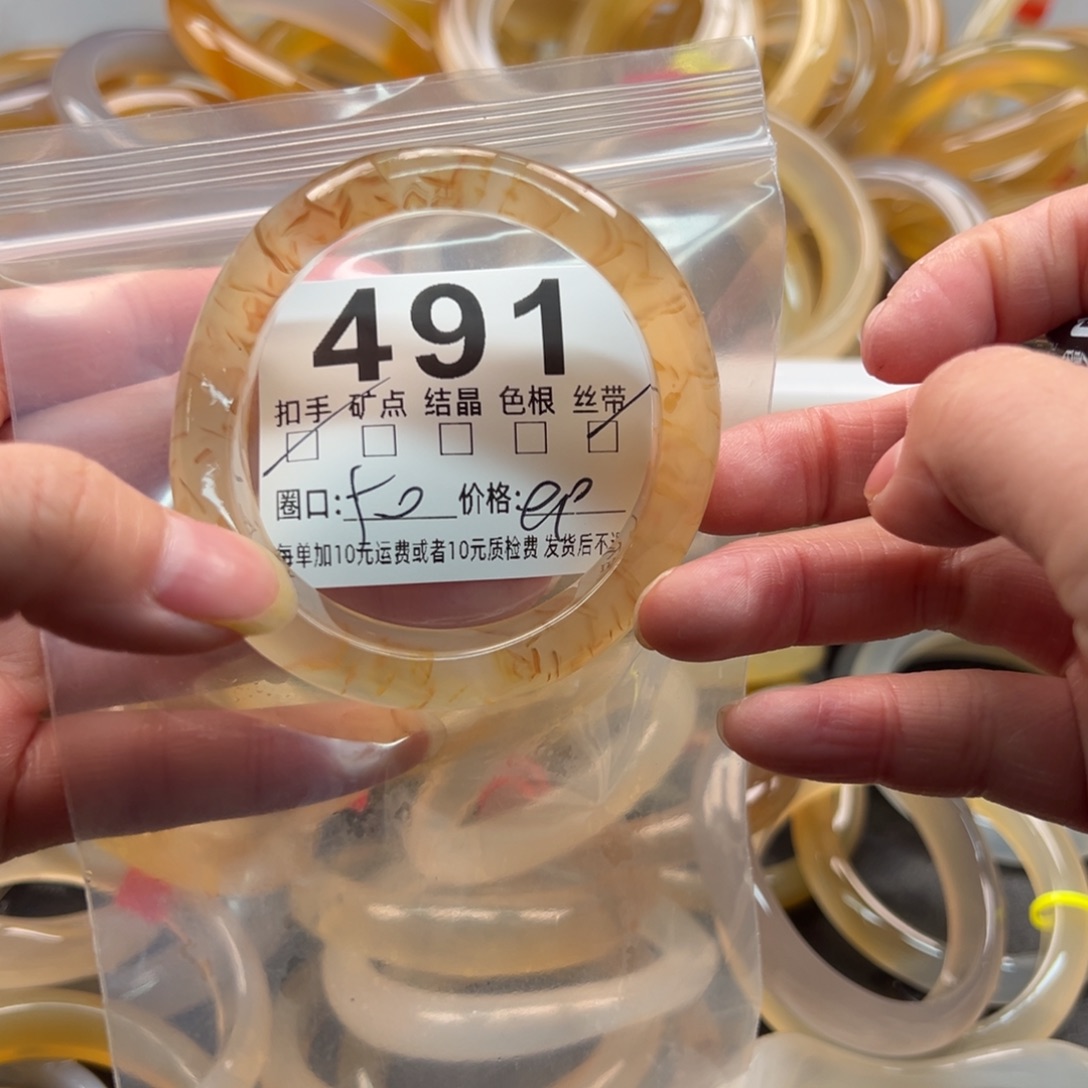 491
扣手 矿点 结晶 色根 丝带
圈口: 价格:
每单加10元运费或者10元质检费 发货后不